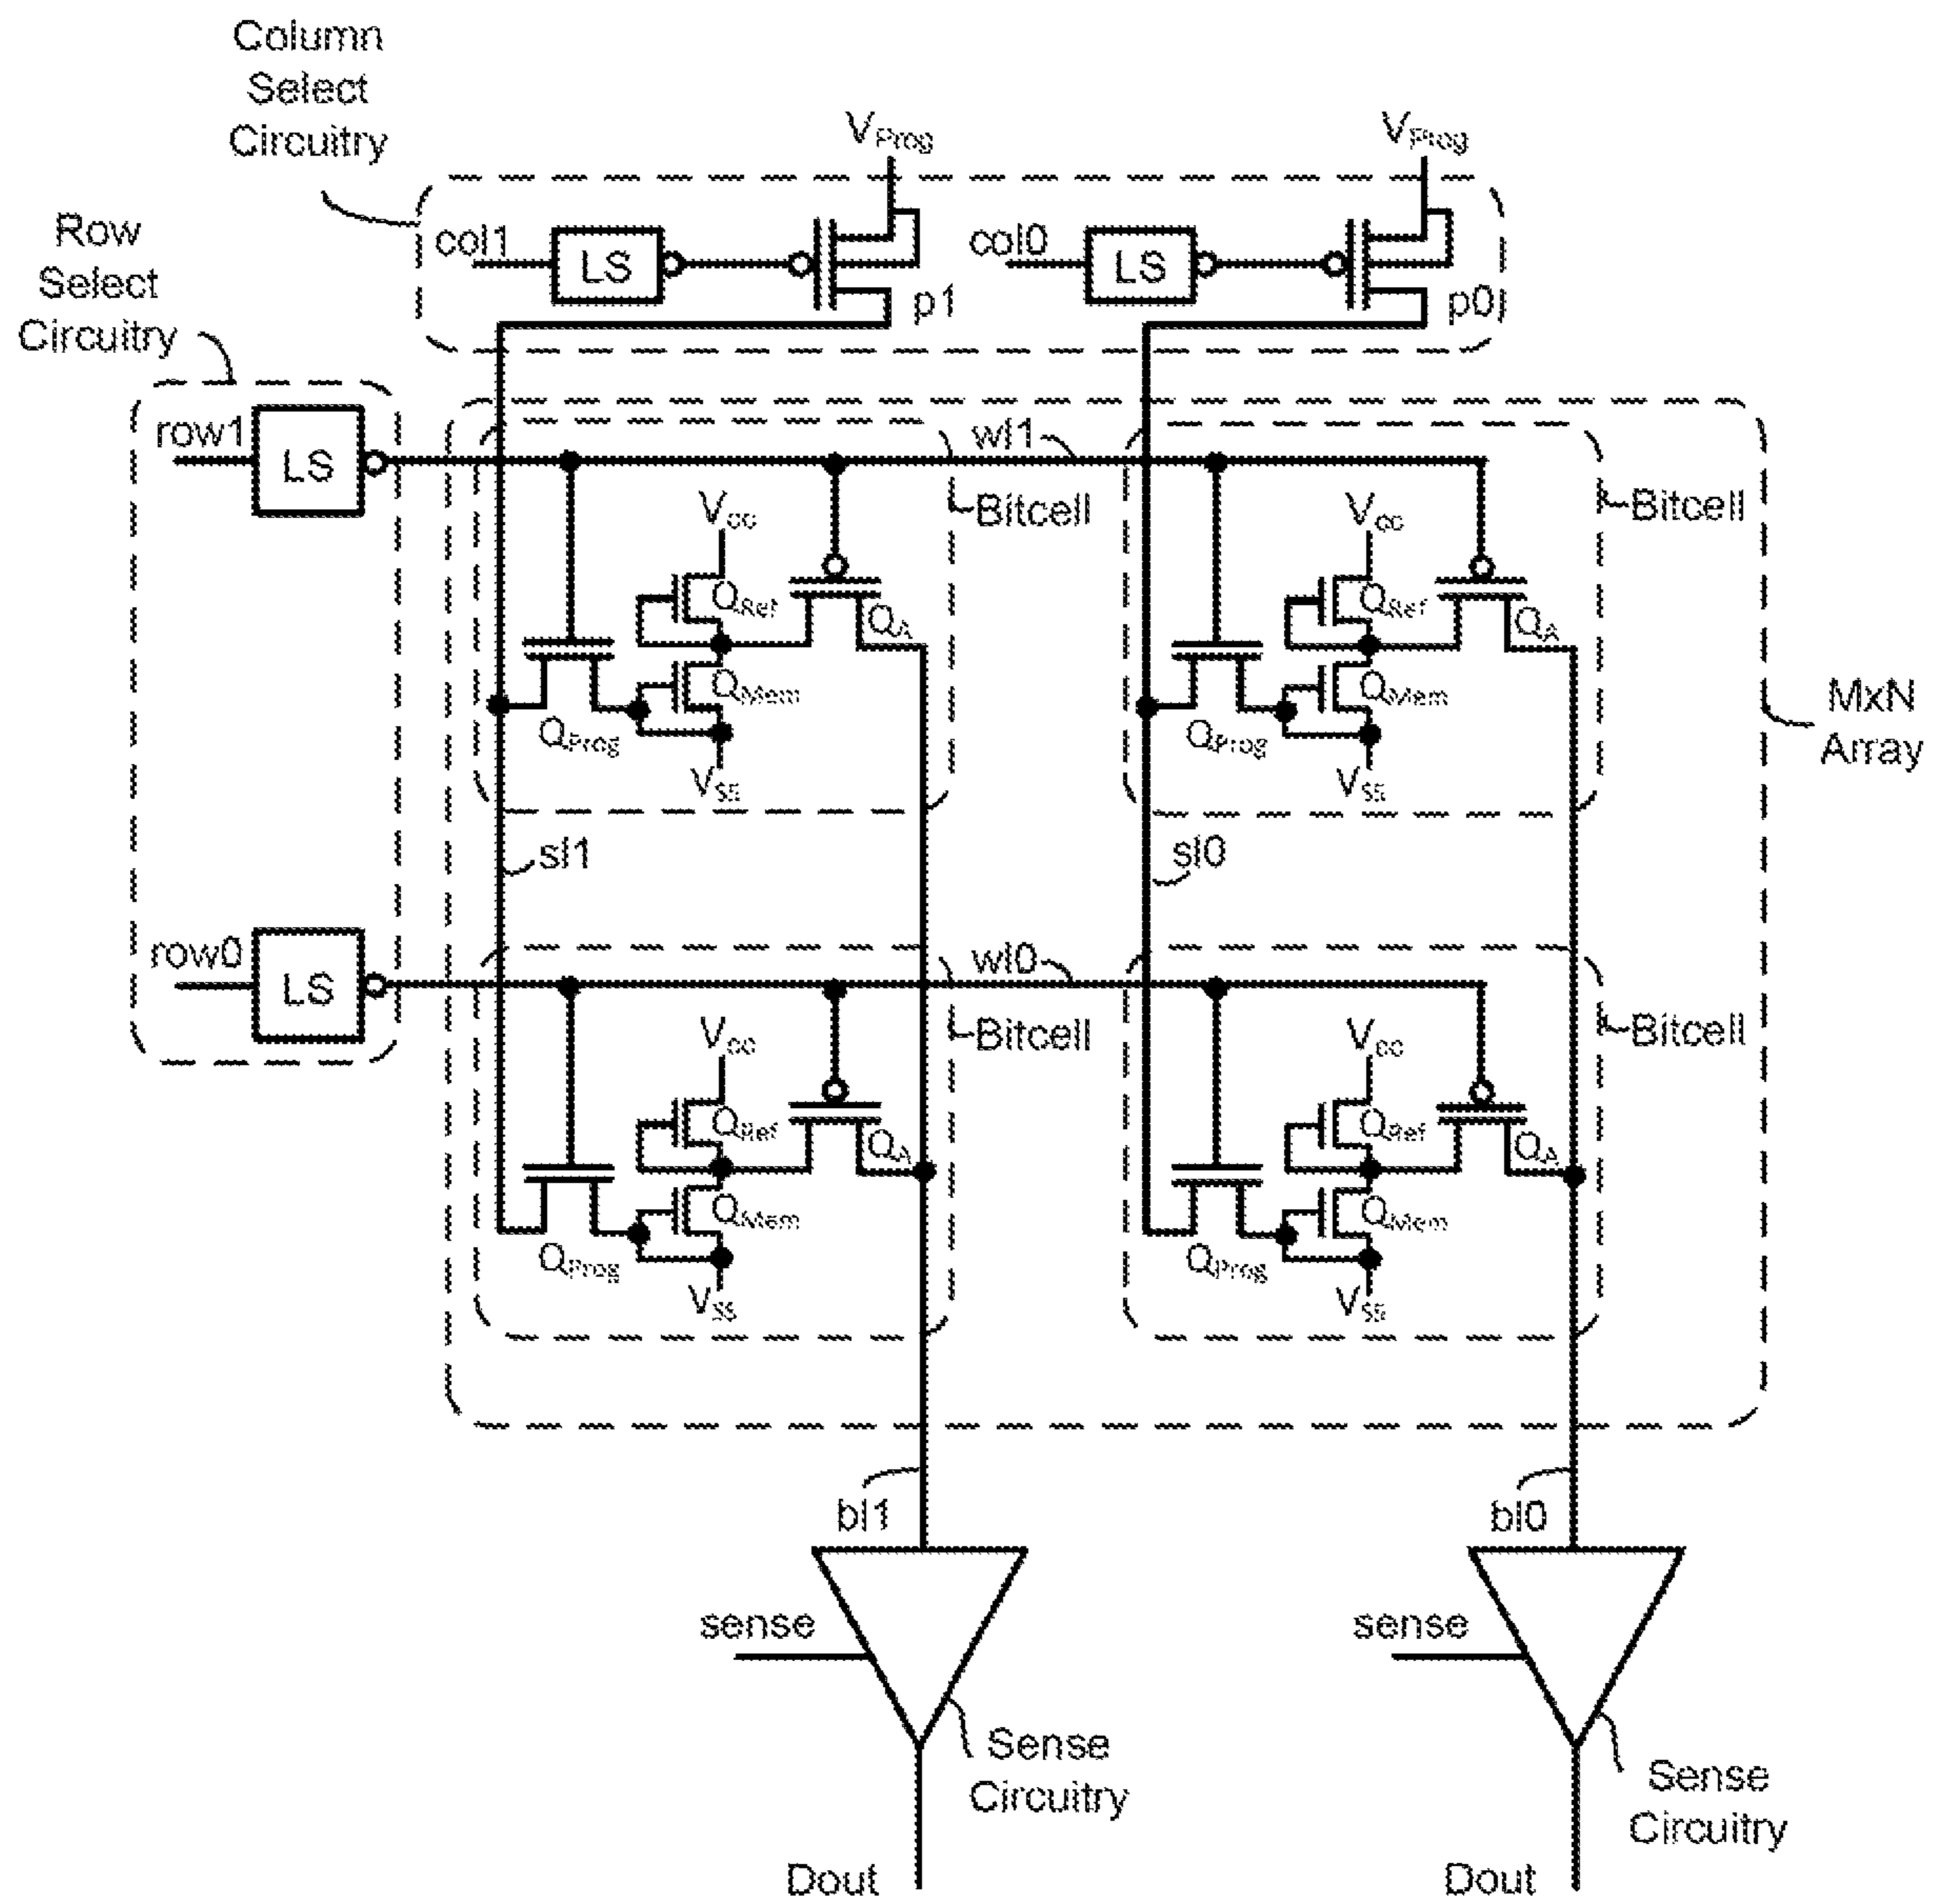 Column
Select
Circuitry
VProg
VProg
Row
Select
Circuitry
col1
LS
p1
col0
LS
p0
row1
LS
wl1
Bitcell
Bitcell
VCC
QRef
QA
QMem
QProg
VSS
VCC
QRef
QA
QMem
QProg
VSS
MxN
Array
sl1
sl0
row0
LS
wl0
Bitcell
Bitcell
VCC
QRef
QA
QMem
QProg
VSS
VCC
QRef
QA
QMem
QProg
VSS
bl1
bl0
sense
sense
Sense
Circuitry
Sense
Circuitry
Dout
Dout